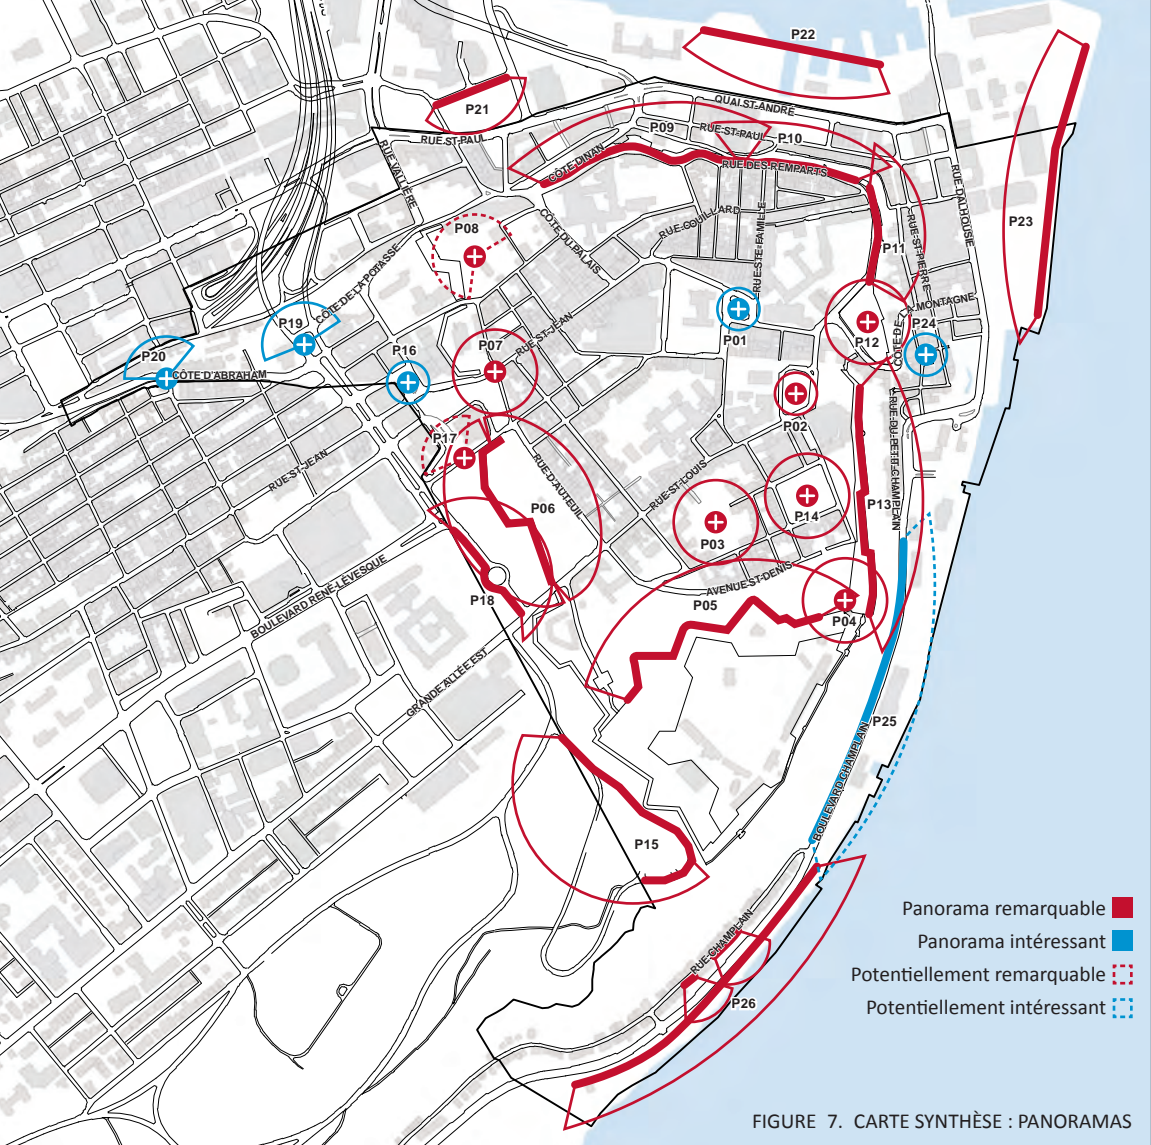 P22
P21
QUAI ST-ANDRÉ
P09
RUE ST-PAUL
P10
RUE ST-PAUL
CÔTE DINAN
RUE DES REMPARTS
RUE VALLIÈRE
RUE DALHOUSIE
P23
P08
CÔTE DU PALAIS
RUE COUILLARD
RUE STE-FAMILLE
P11
RUE ST-PIERRE
CÔTE DE LA POTASSE
CÔTE DE LA MONTAGNE
P19
P24
RUE ST-JEAN
P01
P12
P20
P16
P07
CÔTE D'ABRAHAM
P02
RUE DU PETIT-CHAMPLAIN
P17
RUE ST-JEAN
RUE D'AUTEUIL
RUE ST-LOUIS
P06
P14
P13
P03
BOULEVARD RENÉ-LÉVESQUE
P18
AVENUE ST-DENIS
P05
P04
GRANDE ALLÉE EST
P25
BOULEVARD CHAMPLAIN
P15
RUE CHAMPLAIN
P26
Panorama remarquable
Panorama intéressant
Potentiellement remarquable
Potentiellement intéressant
FIGURE 7. CARTE SYNTHÈSE : PANORAMAS